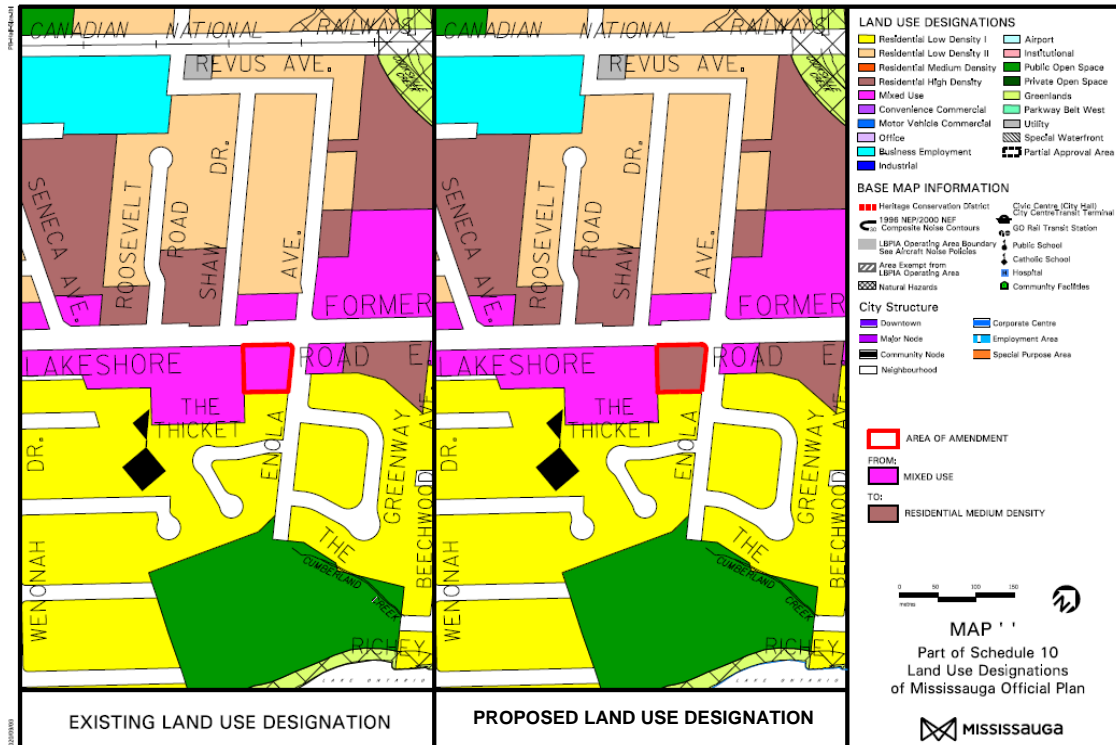 CANADIAN NATIONAL RAILWAYS
REVUS AVE.
SENECA AVE.
ROOSEVELT ROAD
SHAW DR.
AVE.
FORMER
LAKESHORE ROAD E.
THE THICKET
ENOLA
DR.
WENONAH
GREENWAY
BEECHWOOD AVE
THE
CUMBERLAND CREEK
RICHEY
LAKE ONTARIO
EXISTING LAND USE DESIGNATION
CANADIAN NATIONAL RAILWAYS
REVUS AVE.
SENECA AVE.
ROOSEVELT ROAD
SHAW DR.
AVE.
FORMER
LAKESHORE ROAD E.
THE THICKET
ENOLA
DR.
WENONAH
GREENWAY
BEECHWOOD AVE
THE
CUMBERLAND CREEK
RICHEY
LAKE ONTARIO
PROPOSED LAND USE DESIGNATION
LAND USE DESIGNATIONS
Residential Low Density I
Residential Low Density II
Residential Medium Density
Residential High Density
Mixed Use
Convenience Commercial
Motor Vehicle Commercial
Office
Business Employment
Industrial
Airport
Institutional
Public Open Space
Private Open Space
Greenlands
Parkway Belt West
Utility
Special Waterfront
Partial Approval Area
BASE MAP INFORMATION
Heritage Conservation District
1996 NEP/2000 NEF
Composite Noise Contours
LBPIA Operating Area Boundary
See Aircraft Noise Policies
Area Exempt from
LBPIA Operating Area
Natural Hazards
Civic Centre (City Hall)
City Centre Transit Terminal
GO Rail Transit Station
Public School
Catholic School
Hospital
Community Facilities
City Structure
Downtown
Major Node
Community Node
Neighbourhood
Corporate Centre
Employment Area
Special Purpose Area
AREA OF AMENDMENT
FROM:
MIXED USE
TO:
RESIDENTIAL MEDIUM DENSITY
0 50 100 150
metres
MAP ' '
Part of Schedule 10
Land Use Designations
of Mississauga Official Plan
MISSISSAUGA